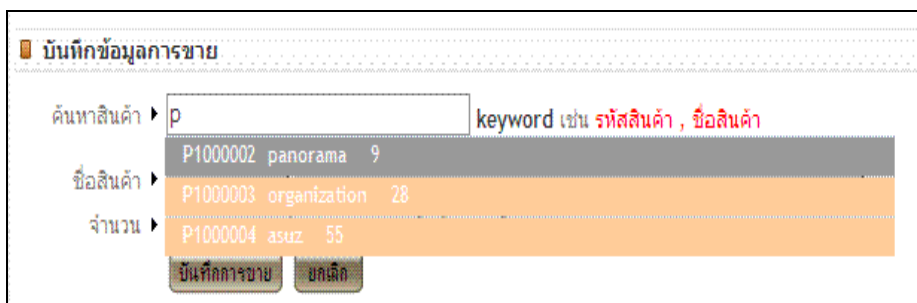 บันทึกข้อมูลการขาย
ค้นหาสินค้า p keyword เช่น รหัสสินค้า , ชื่อสินค้า
P1000002 panorama 9
ชื่อสินค้า
P1000003 organization 28
จำนวน
P1000004 asuz 55
บันทึกการขาย ยกเลิก